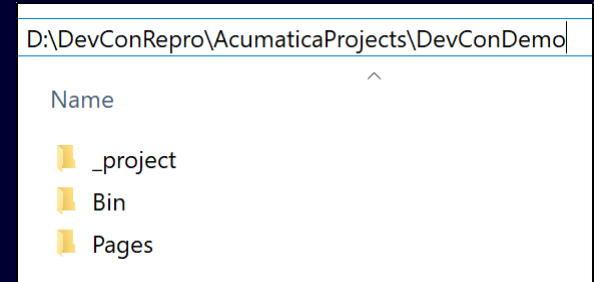 D:\DevConRepro\AcumaticaProjects\DevConDemo
Name
_project
Bin
Pages